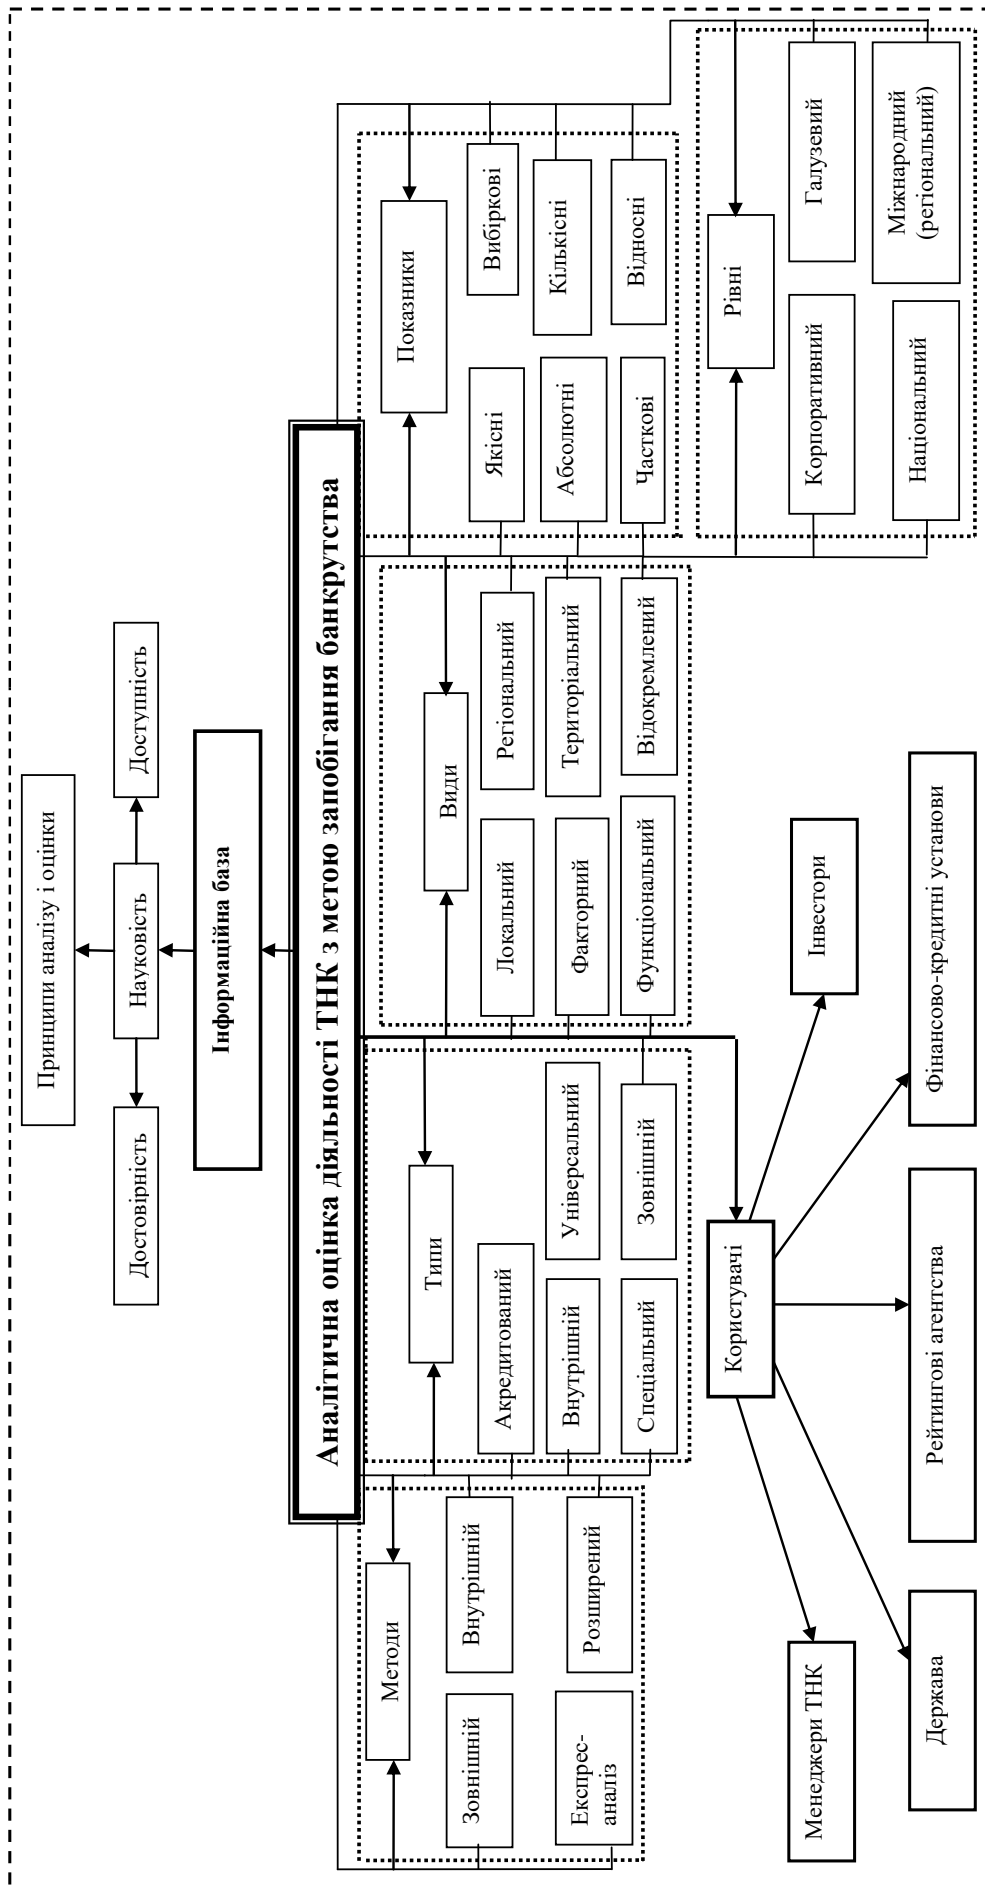 Принципи аналізу і оцінки
Достовірність
Науковість
Доступність
Інформаційна база
Аналітична оцінка діяльності ТНК з метою запобігання банкрутства
Методи
Зовнішній
Внутрішній
Експрес-
аналіз
Розширений
Типи
Акредитований
Внутрішній
Універсальний
Спеціальний
Зовнішній
Види
Локальний
Регіональний
Факторний
Територіальний
Функціональний
Відокремлений
Показники
Якісні
Вибіркові
Абсолютні
Кількісні
Часткові
Відносні
Рівні
Корпоративний
Галузевий
Національний
Міжнародний
(регіональний)
Користувачі
Менеджери ТНК
Держава
Рейтингові агентства
Фінансово-кредитні установи
Інвестори